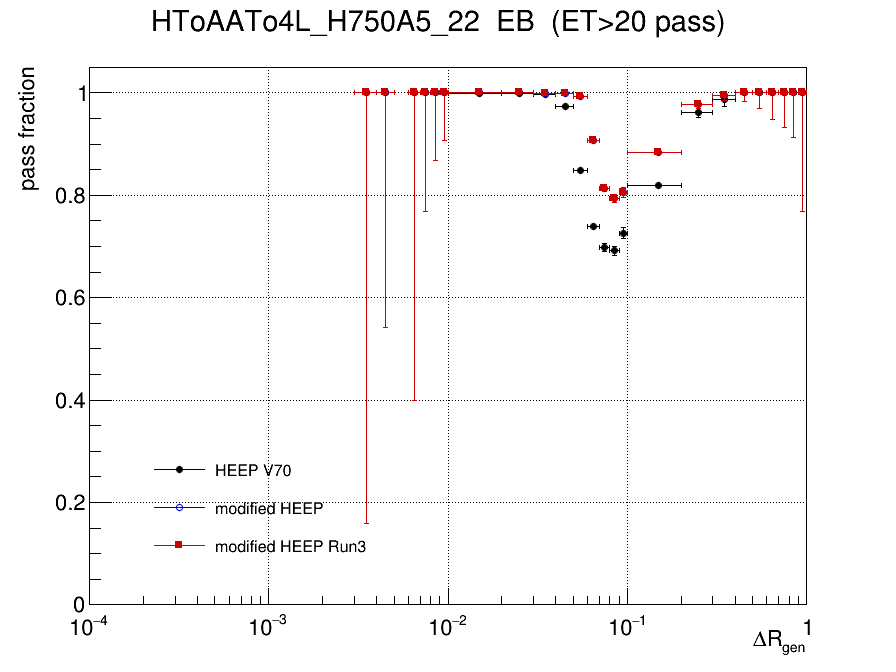 HToAATo4L_H750A5_22 EB (ET>20 pass)
pass fraction
1
0.8
0.6
0.4
0.2
0
HEEP V70
modified HEEP
modified HEEP Run3
10⁻⁴ 10⁻³ 10⁻² 10⁻¹ 1
ΔR_gen